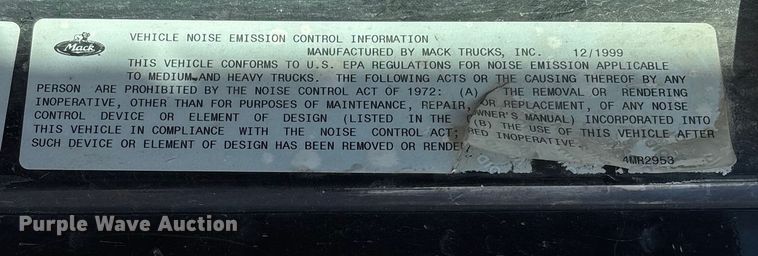 Mack
VEHICLE NOISE EMISSION CONTROL INFORMATION
MANUFACTURED BY MACK TRUCKS, INC. 12/1999
THIS VEHICLE CONFORMS TO U.S. EPA REGULATIONS FOR NOISE EMISSION APPLICABLE
TO MEDIUM AND HEAVY TRUCKS. THE FOLLOWING ACTS OR THE CAUSING THEREOF BY ANY
PERSON ARE PROHIBITED BY THE NOISE CONTROL ACT OF 1972: (A) THE REMOVAL OR RENDERING
INOPERATIVE, OTHER THAN FOR PURPOSES OF MAINTENANCE, REPAIR, OR REPLACEMENT, OF ANY NOISE
CONTROL DEVICE OR ELEMENT OF DESIGN (LISTED IN THE OWNER'S MANUAL) INCORPORATED INTO
THIS VEHICLE IN COMPLIANCE WITH THE NOISE CONTROL ACT; (B) THE USE OF THIS VEHICLE AFTER
SUCH DEVICE OR ELEMENT OF DESIGN HAS BEEN REMOVED OR RENDERED INOPERATIVE.
4MR2953
Purple Wave Auction